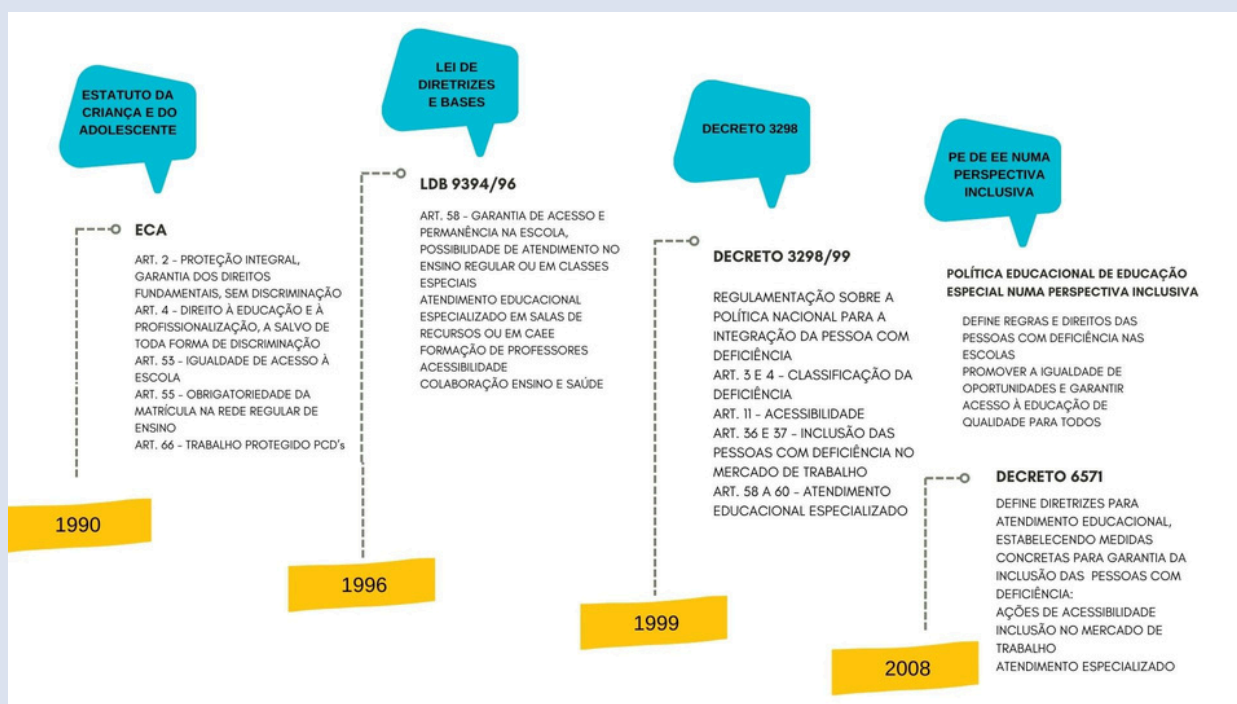 ESTATUTO DA
CRIANÇA E DO
ADOLESCENTE
ECA
ART. 2 - PROTEÇÃO INTEGRAL,
GARANTIA DOS DIREITOS
FUNDAMENTAIS, SEM DISCRIMINAÇÃO
ART. 4 - DIREITO À EDUCAÇÃO E À
PROFISSIONALIZAÇÃO, A SALVO DE
TODA FORMA DE DISCRIMINAÇÃO
ART. 53 - IGUALDADE DE ACESSO À
ESCOLA
ART. 55 - OBRIGATORIEDADE DA
MATRÍCULA NA REDE REGULAR DE
ENSINO
ART. 66 - TRABALHO PROTEGIDO PCD's
1990
LEI DE
DIRETRIZES
E BASES
LDB 9394/96
ART. 58 - GARANTIA DE ACESSO E
PERMANÊNCIA NA ESCOLA,
POSSIBILIDADE DE ATENDIMENTO NO
ENSINO REGULAR OU EM CLASSES
ESPECIAIS
ATENDIMENTO EDUCACIONAL
ESPECIALIZADO EM SALAS DE
RECURSOS OU EM CAEE
FORMAÇÃO DE PROFESSORES
ACESSIBILIDADE
COLABORAÇÃO ENSINO E SAÚDE
1996
DECRETO 3298
DECRETO 3298/99
REGULAMENTAÇÃO SOBRE A
POLÍTICA NACIONAL PARA A
INTEGRAÇÃO DA PESSOA COM
DEFICIÊNCIA
ART. 3 E 4 - CLASSIFICAÇÃO DA
DEFICIÊNCIA
ART. 11 - ACESSIBILIDADE
ART. 36 E 37 - INCLUSÃO DAS
PESSOAS COM DEFICIÊNCIA NO
MERCADO DE TRABALHO
ART. 58 A 60 - ATENDIMENTO
EDUCACIONAL ESPECIALIZADO
1999
PE DE EE NUMA
PERSPECTIVA
INCLUSIVA
POLÍTICA EDUCACIONAL DE EDUCAÇÃO
ESPECIAL NUMA PERSPECTIVA INCLUSIVA
DEFINE REGRAS E DIREITOS DAS
PESSOAS COM DEFICIÊNCIA NAS
ESCOLAS
PROMOVER A IGUALDADE DE
OPORTUNIDADES E GARANTIR
ACESSO À EDUCAÇÃO DE
QUALIDADE PARA TODOS
DECRETO 6571
DEFINE DIRETRIZES PARA
ATENDIMENTO EDUCACIONAL,
ESTABELECENDO MEDIDAS
CONCRETAS PARA GARANTIA DA
INCLUSÃO DAS PESSOAS COM
DEFICIÊNCIA:
AÇÕES DE ACESSIBILIDADE
INCLUSÃO NO MERCADO DE
TRABALHO
ATENDIMENTO ESPECIALIZADO
2008